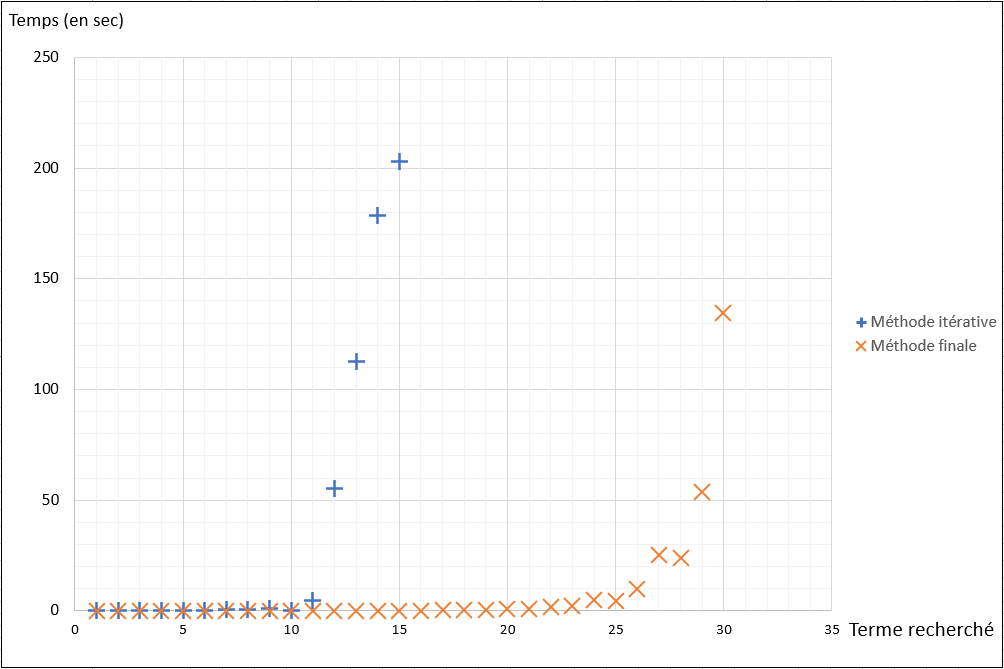 Temps (en sec)
250
200
150
100
50
0
0 5 10 15 20 25 30 35
Terme recherché
Méthode itérative
Méthode finale